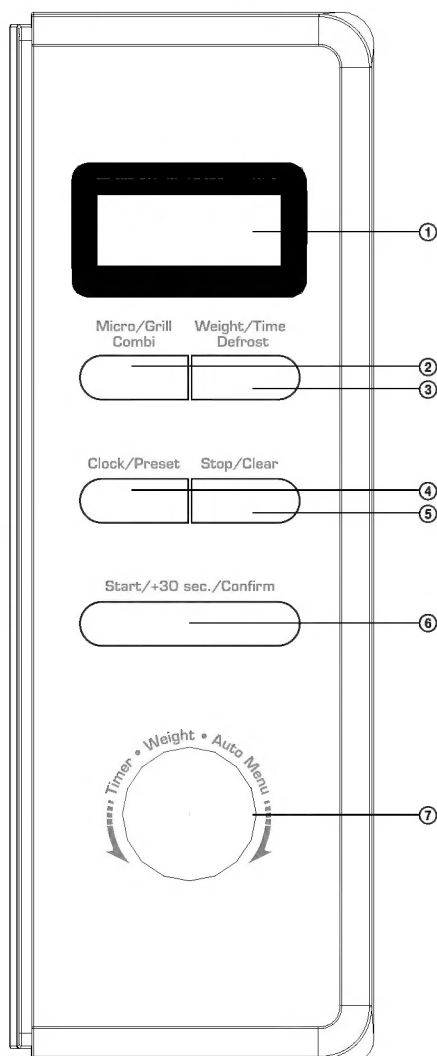 ①
Micro/Grill
Combi
Weight/Time
Defrost
②
③
Clock/Preset
Stop/Clear
④
⑤
Start/+30 sec./Confirm
⑥
Timer • Weight • Auto Menu
⑦